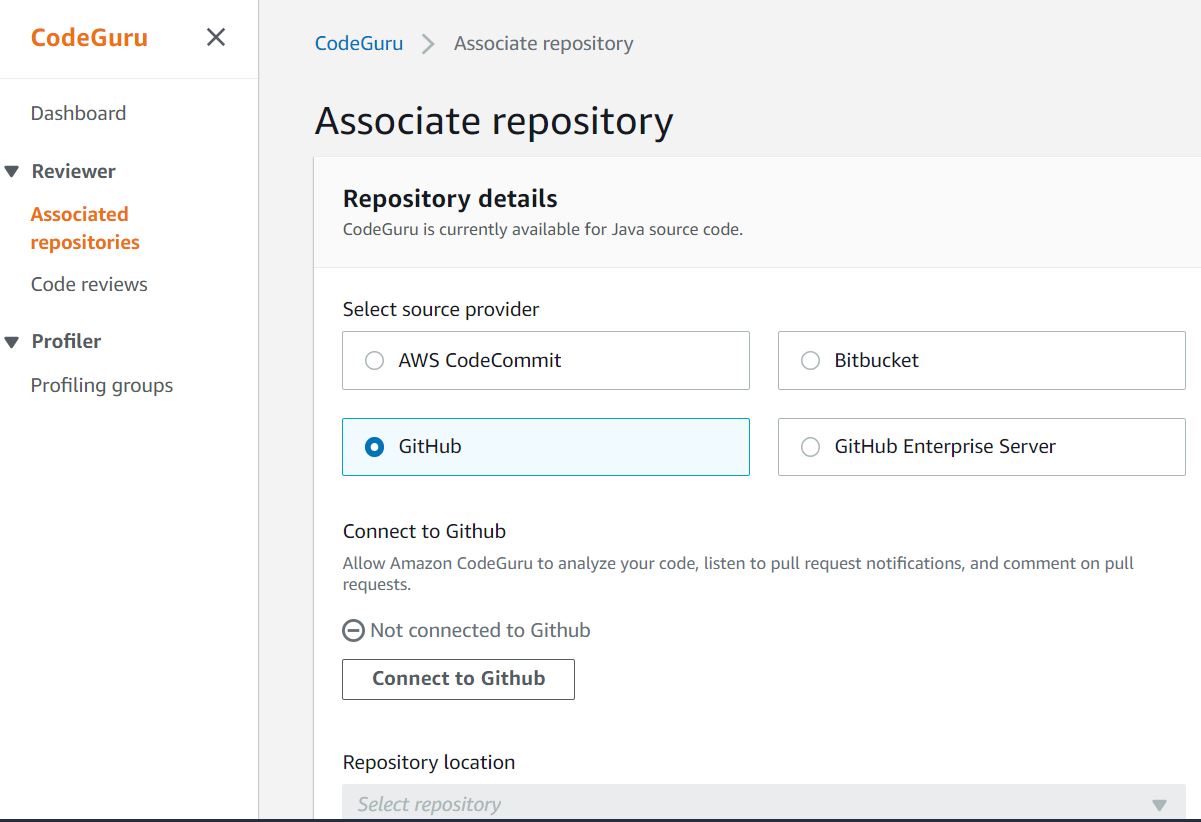 CodeGuru
Dashboard
Reviewer
Associated
repositories
Code reviews
Profiler
Profiling groups
CodeGuru
Associate repository
Associate repository
Repository details
CodeGuru is currently available for Java source code.
Select source provider
AWS CodeCommit
Bitbucket
GitHub
GitHub Enterprise Server
Connect to Github
Allow Amazon CodeGuru to analyze your code, listen to pull request notifications, and comment on pull
requests.
Not connected to Github
Connect to Github
Repository location
Select repository